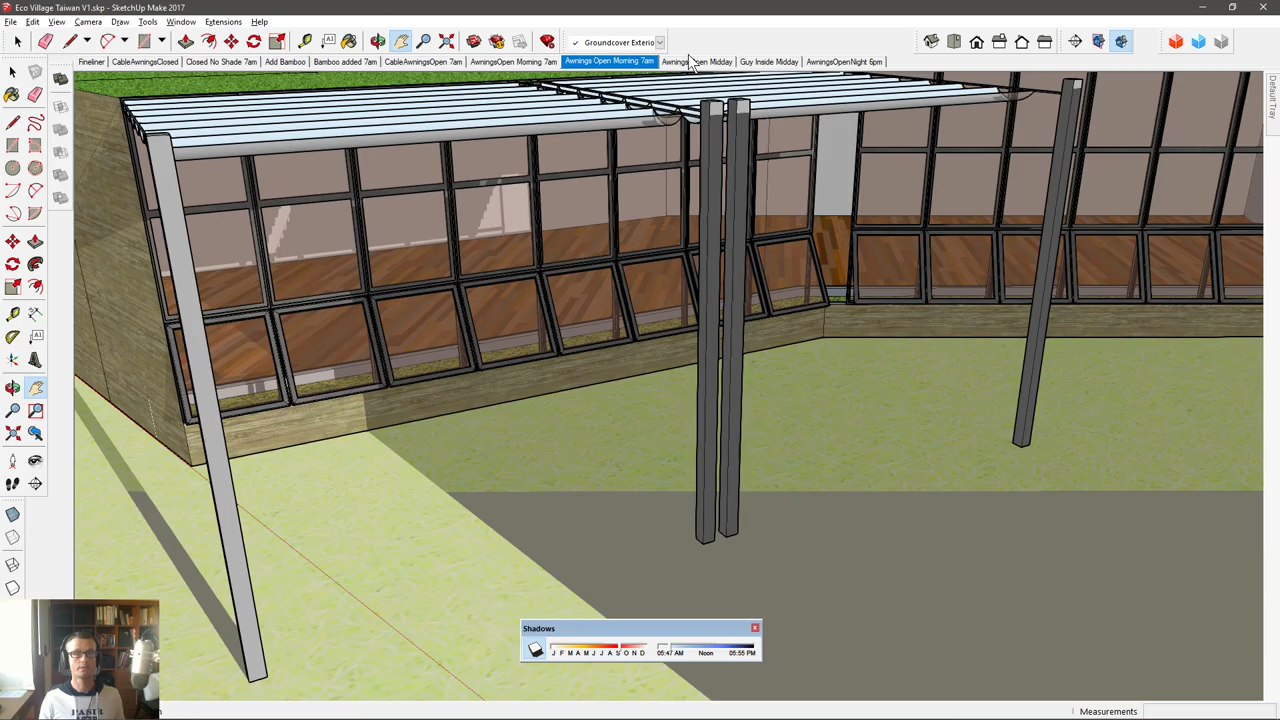 Eco Village Taiwan V1.skp - SketchUp Make 2017
File Edit View Camera Draw Tools Window Extensions Help
Groundcover Exterio
Fineliner CableAwningsClosed Closed No Shade 7am Add Bamboo Bamboo added 7am CableAwningsOpen 7am AwningsOpen Morning 7am Awnings Open Morning 7am Awnings Midday Guy Inside Midday AwningsOpenNight 6pm
Default Tray
Shadows
J F M A M J J A S O N D 05:47 AM Noon 05:55 PM
PASIR
Measurements